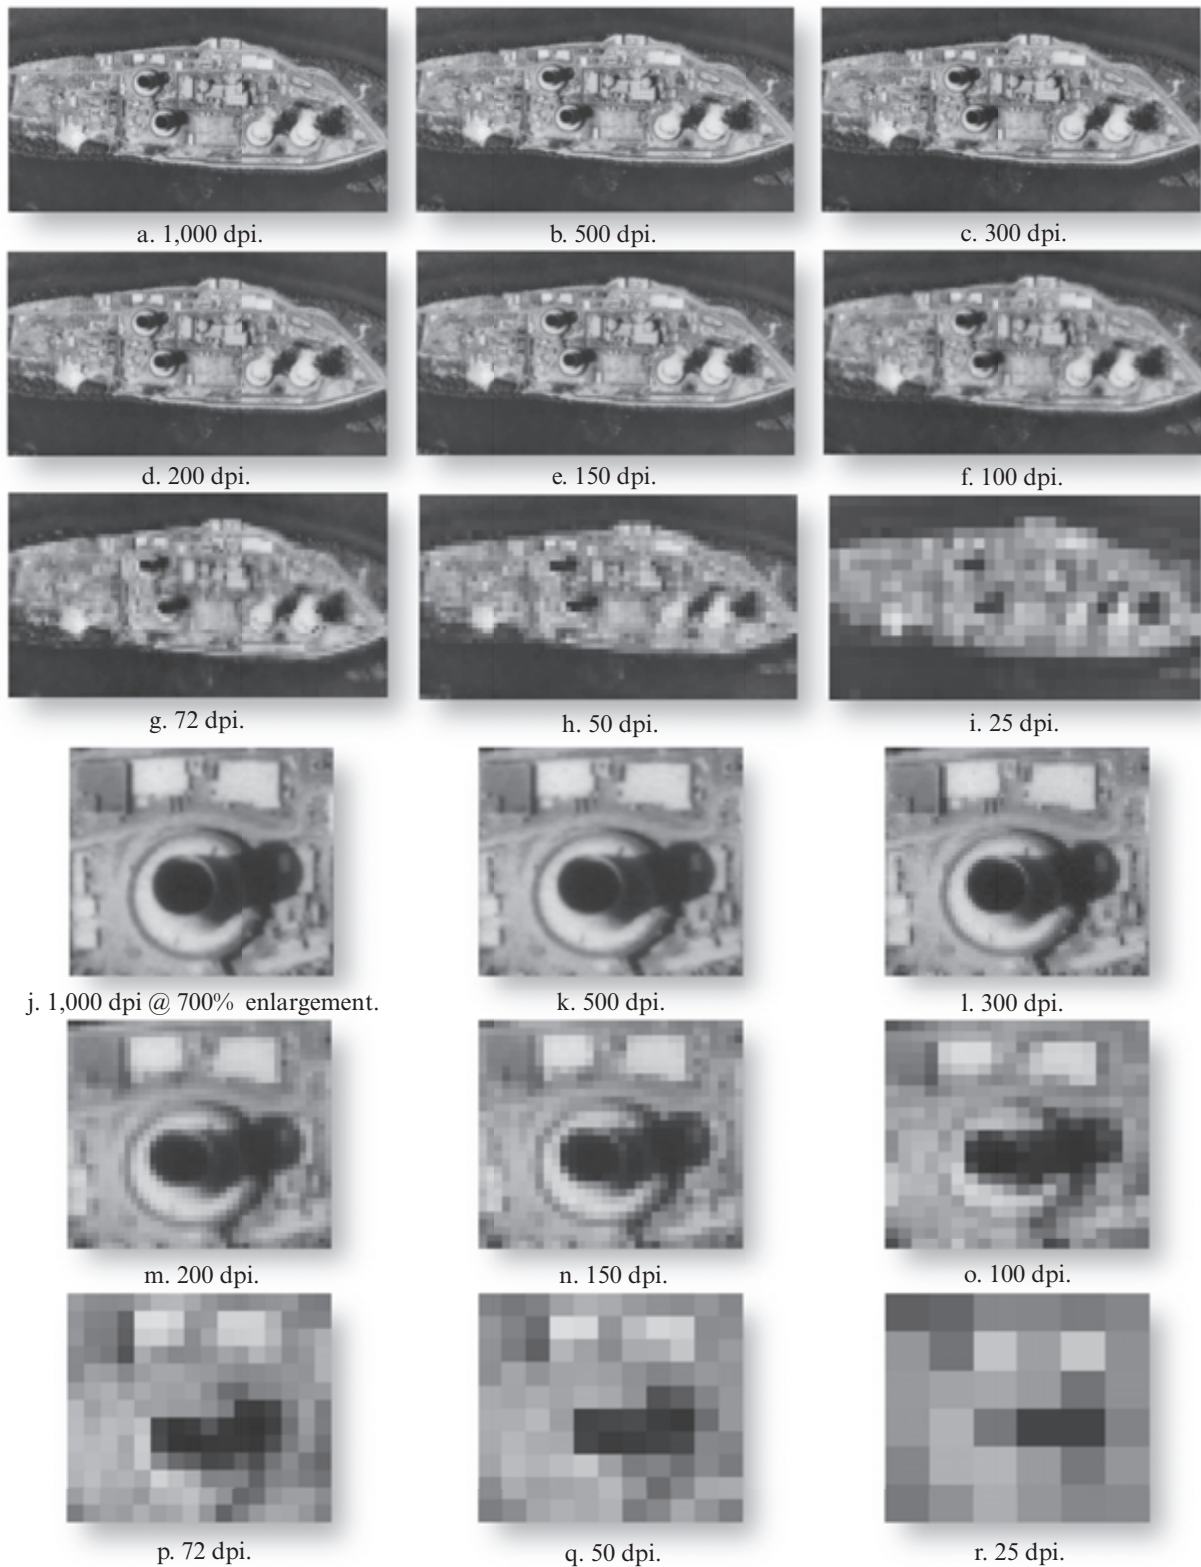 a. 1,000 dpi.
b. 500 dpi.
c. 300 dpi.
d. 200 dpi.
e. 150 dpi.
f. 100 dpi.
g. 72 dpi.
h. 50 dpi.
i. 25 dpi.
j. 1,000 dpi @ 700% enlargement.
k. 500 dpi.
l. 300 dpi.
m. 200 dpi.
n. 150 dpi.
o. 100 dpi.
p. 72 dpi.
q. 50 dpi.
r. 25 dpi.